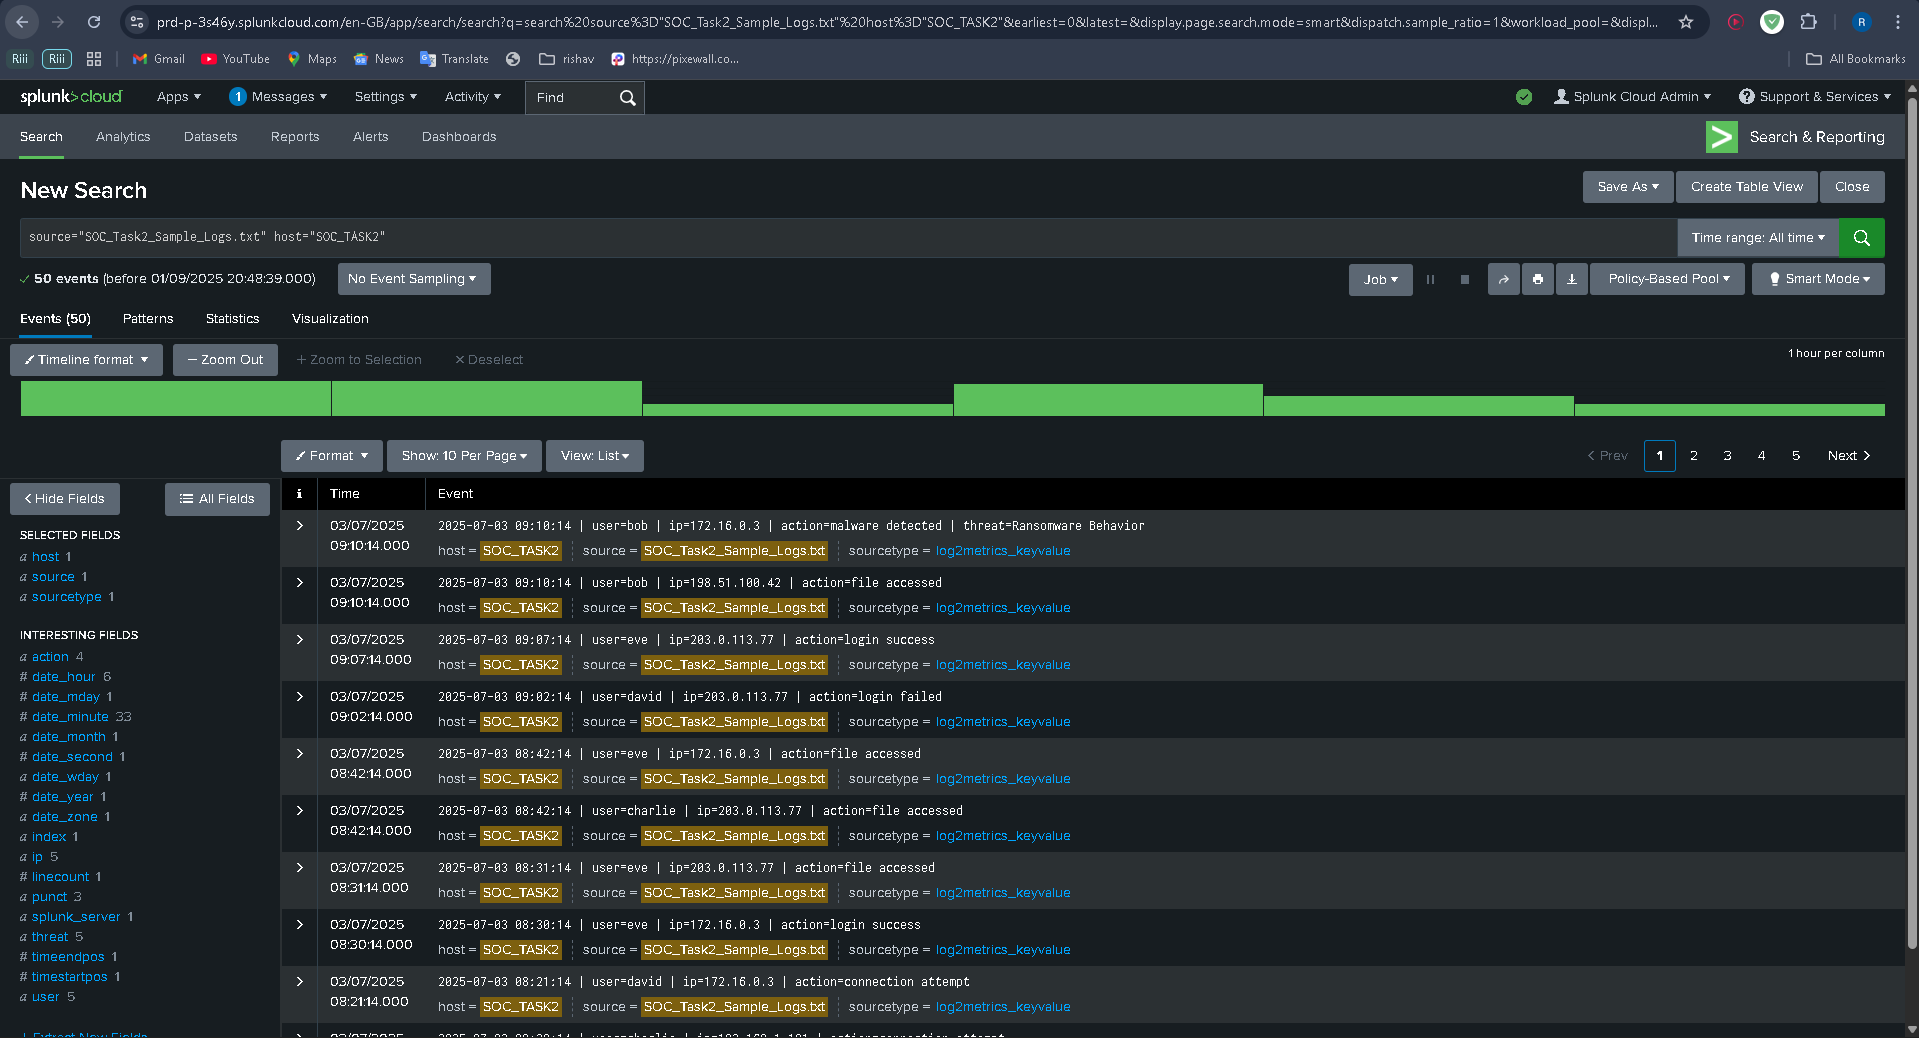 prd-p-3s46y.splunkcloud.com/en-GB/app/search/search?q=search%20source%3D"SOC_Task2_Sample_Logs.txt"%20host%3D"SOC_TASK2"&earliest=0&latest=&display.page.search.mode=smart&dispatch.sample_ratio=1&workload_pool=&displ...
R
Riii Riii Gmail YouTube Maps News Translate rishav https://pixewall.co... All Bookmarks
splunk>cloud Apps 1 Messages Settings Activity Find Splunk Cloud Admin Support & Services
Search Analytics Datasets Reports Alerts Dashboards Search & Reporting
New Search Save As Create Table View Close
source="SOC_Task2_Sample_Logs.txt" host="SOC_TASK2" Time range: All time
50 events (before 01/09/2025 20:48:39.000) No Event Sampling Job Policy-Based Pool Smart Mode
Events (50) Patterns Statistics Visualization
Timeline format – Zoom Out + Zoom to Selection × Deselect 1 hour per column
Format Show: 10 Per Page View: List < Prev 1 2 3 4 5 Next >
< Hide Fields All Fields
SELECTED FIELDS
a host 1
a source 1
a sourcetype 1
INTERESTING FIELDS
a action 4
# date_hour 6
# date_mday 1
# date_minute 33
a date_month 1
# date_second 1
a date_wday 1
# date_year 1
a date_zone 1
a index 1
a ip 5
# linecount 1
a punct 3
a splunk_server 1
a threat 5
# timeendpos 1
# timestartpos 1
a user 5
+ Extract New Fields
i Time Event
> 03/07/2025 2025-07-03 09:10:14 | user=bob | ip=172.16.0.3 | action=malware detected | threat=Ransomware Behavior
09:10:14.000 host = SOC_TASK2 source = SOC_Task2_Sample_Logs.txt sourcetype = log2metrics_keyvalue
> 03/07/2025 2025-07-03 09:10:14 | user=bob | ip=198.51.100.42 | action=file accessed
09:10:14.000 host = SOC_TASK2 source = SOC_Task2_Sample_Logs.txt sourcetype = log2metrics_keyvalue
> 03/07/2025 2025-07-03 09:07:14 | user=eve | ip=203.0.113.77 | action=login success
09:07:14.000 host = SOC_TASK2 source = SOC_Task2_Sample_Logs.txt sourcetype = log2metrics_keyvalue
> 03/07/2025 2025-07-03 09:02:14 | user=david | ip=203.0.113.77 | action=login failed
09:02:14.000 host = SOC_TASK2 source = SOC_Task2_Sample_Logs.txt sourcetype = log2metrics_keyvalue
> 03/07/2025 2025-07-03 08:42:14 | user=eve | ip=172.16.0.3 | action=file accessed
08:42:14.000 host = SOC_TASK2 source = SOC_Task2_Sample_Logs.txt sourcetype = log2metrics_keyvalue
> 03/07/2025 2025-07-03 08:42:14 | user=charlie | ip=203.0.113.77 | action=file accessed
08:42:14.000 host = SOC_TASK2 source = SOC_Task2_Sample_Logs.txt sourcetype = log2metrics_keyvalue
> 03/07/2025 2025-07-03 08:31:14 | user=eve | ip=203.0.113.77 | action=file accessed
08:31:14.000 host = SOC_TASK2 source = SOC_Task2_Sample_Logs.txt sourcetype = log2metrics_keyvalue
> 03/07/2025 2025-07-03 08:30:14 | user=eve | ip=172.16.0.3 | action=login success
08:30:14.000 host = SOC_TASK2 source = SOC_Task2_Sample_Logs.txt sourcetype = log2metrics_keyvalue
> 03/07/2025 2025-07-03 08:21:14 | user=david | ip=172.16.0.3 | action=connection attempt
08:21:14.000 host = SOC_TASK2 source = SOC_Task2_Sample_Logs.txt sourcetype = log2metrics_keyvalue